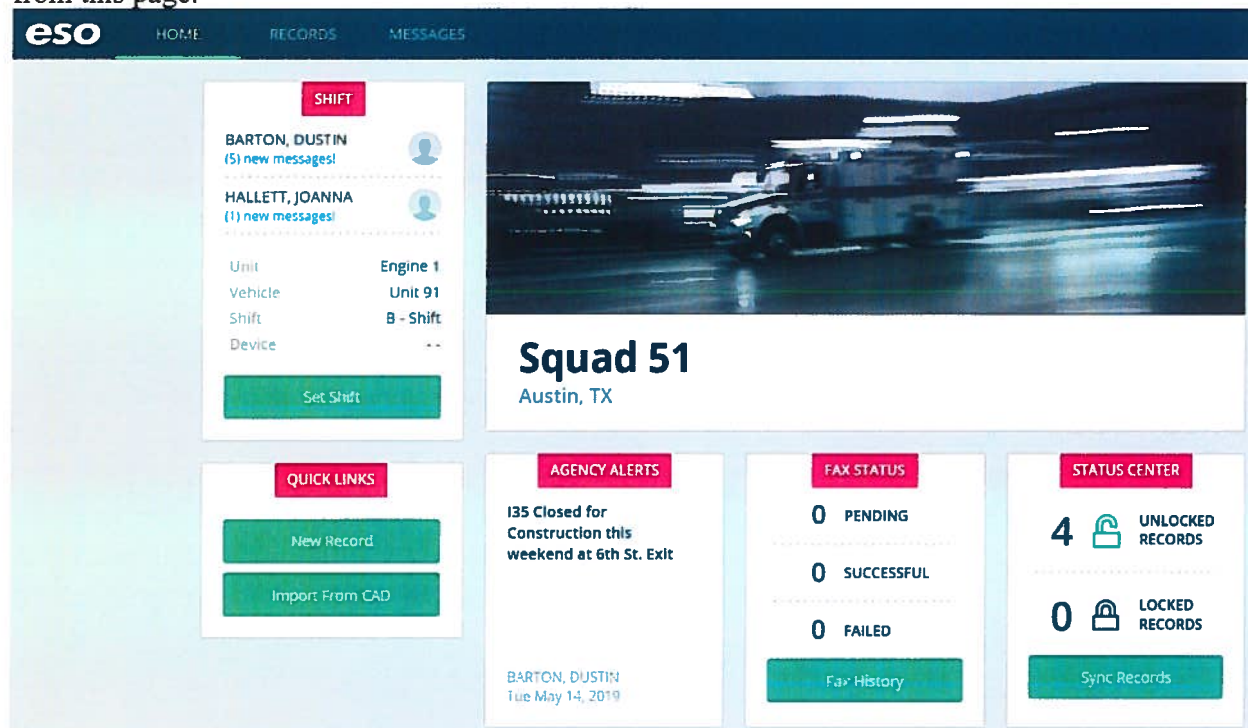 from this page.
eso HOME RECORDS MESSAGES
SHIFT
BARTON, DUSTIN
(5) new messages!
HALLETT, JOANNA
(1) new messages!
Unit Engine 1
Vehicle Unit 91
Shift B - Shift
Device - -
Set Shift
Squad 51
Austin, TX
QUICK LINKS
New Record
Import From CAD
AGENCY ALERTS
I35 Closed for
Construction this
weekend at 6th St. Exit
BARTON, DUSTIN
Tue May 14, 2019
FAX STATUS
0 PENDING
0 SUCCESSFUL
0 FAILED
Fax History
STATUS CENTER
4 UNLOCKED
RECORDS
0 LOCKED
RECORDS
Sync Records